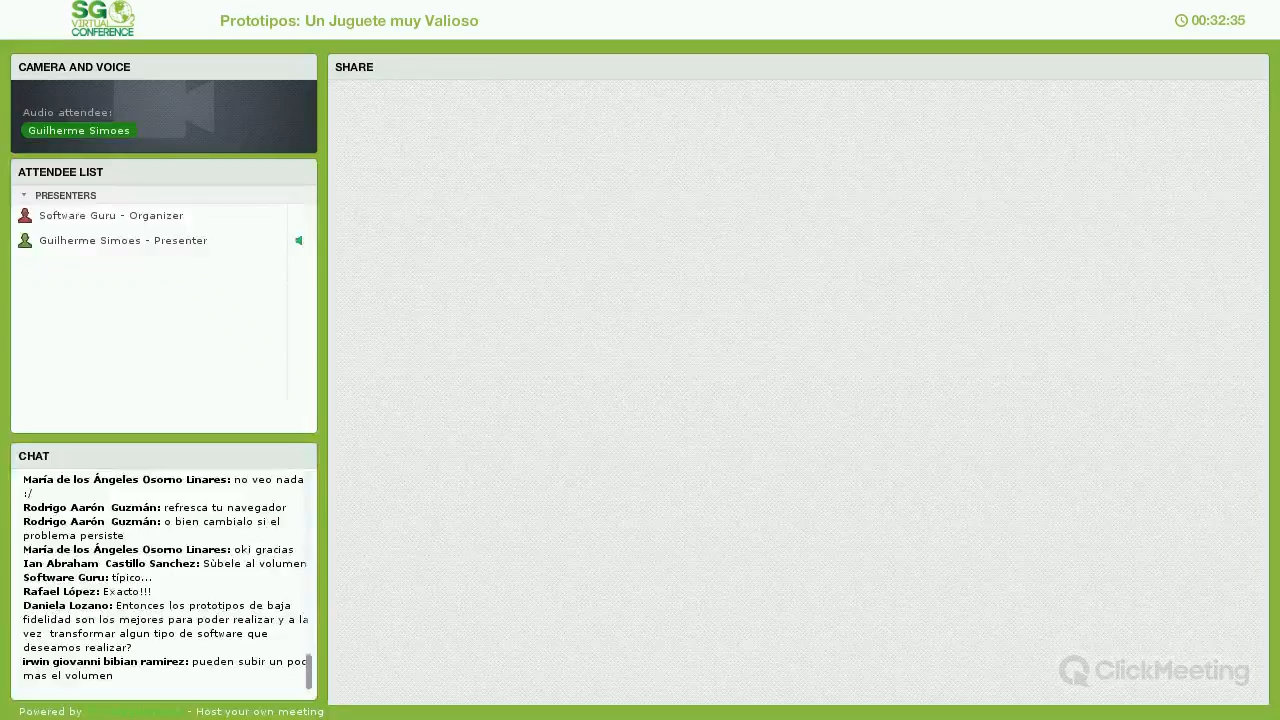 SG
VIRTUAL
CONFERENCE
Prototipos: Un Juguete muy Valioso
00:32:35
CAMERA AND VOICE
Audio attendee:
Guilherme Simoes
ATTENDEE LIST
PRESENTERS
Software Guru - Organizer
Guilherme Simoes - Presenter
CHAT
María de los Ángeles Osorno Linares: no veo nada
:/
Rodrigo Aarón Guzmán: refresca tu navegador
Rodrigo Aarón Guzmán: o bien cambialo si el
problema persiste
María de los Ángeles Osorno Linares: oki gracias
Ian Abraham Castillo Sanchez: Sùbele al volumen
Software Guru: típico...
Rafael López: Exacto!!!
Daniela Lozano: Entonces los prototipos de baja
fidelidad son los mejores para poder realizar y a la
vez transformar algun tipo de software que
deseamos realizar?
irwin giovanni bibian ramirez: pueden subir un poc
mas el volumen
Powered by - Host your own meeting
SHARE
ClickMeeting